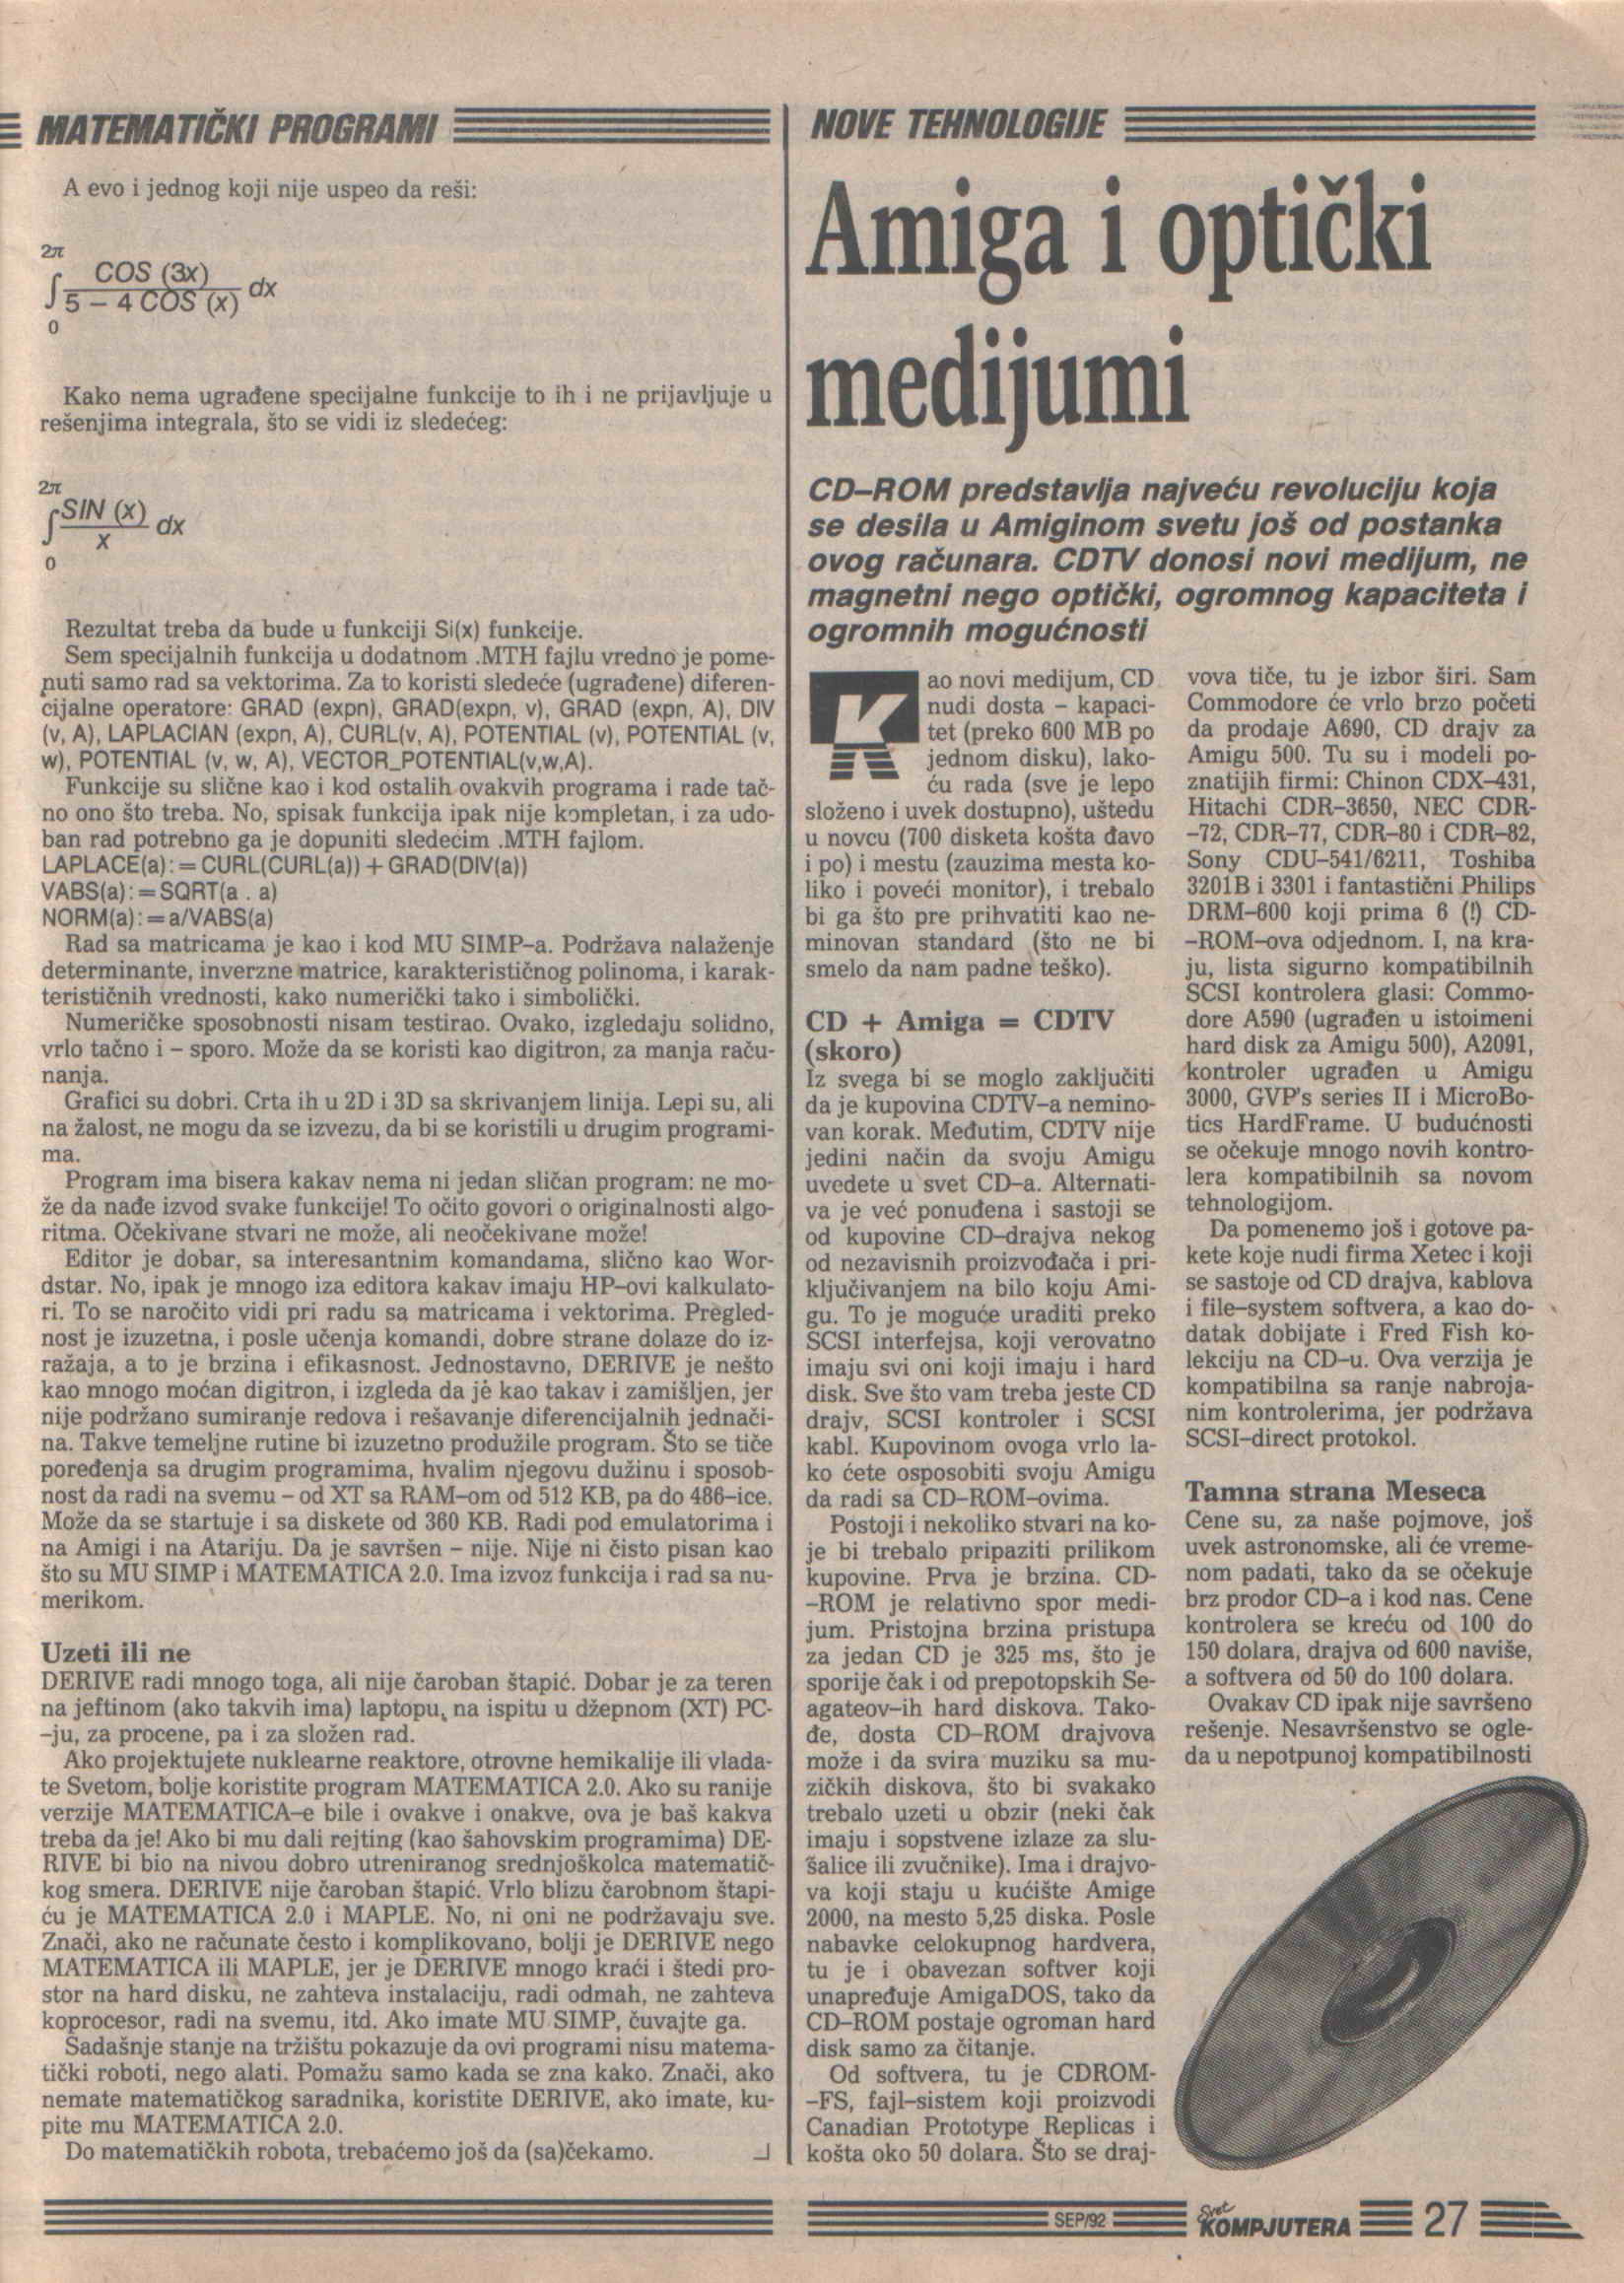 MATEMATIČKI PROGRAMI
A evo i jednog koji nije uspeo da reši:
2π
∫ COS (3x) / 5 – 4 COS (x) dx
0
Kako nema ugrađene specijalne funkcije to ih i ne prijavljuje u
rešenjima integrala, što se vidi iz sledećeg:
2π
∫ SIN (x) / x dx
0
Rezultat treba da bude u funkciji Si(x) funkcije.
Sem specijalnih funkcija u dodatnom .MTH fajlu vredno je pome-
nuti samo rad sa vektorima. Za to koristi sledeće (ugrađene) diferen-
cijalne operatore: GRAD (expn), GRAD(expn, v), GRAD (expn, A), DIV
(v, A), LAPLACIAN (expn, A), CURL(v, A), POTENTIAL (v), POTENTIAL (v,
w), POTENTIAL (v, w, A), VECTOR_POTENTIAL(v,w,A).
Funkcije su slične kao i kod ostalih ovakvih programa i rade tač-
no ono što treba. No, spisak funkcija ipak nije kompletan, i za udo-
ban rad potrebno ga je dopuniti sledećim .MTH fajlom.
LAPLACE(a):=CURL(CURL(a))+GRAD(DIV(a))
VABS(a):=SQRT(a . a)
NORM(a):=a/VABS(a)
Rad sa matricama je kao i kod MU SIMP–a. Podržava nalaženje
determinante, inverzne matrice, karakterističnog polinoma, i karak-
terističnih vrednosti, kako numerički tako i simbolički.
Numeričke sposobnosti nisam testirao. Ovako, izgledaju solidno,
vrlo tačno i – sporo. Može da se koristi kao digitron, za manja raču-
nanja.
Grafici su dobri. Crta ih u 2D i 3D sa skrivanjem linija. Lepi su, ali
na žalost, ne mogu da se izvezu, da bi se koristili u drugim programi-
ma.
Program ima bisera kakav nema ni jedan sličan program: ne mo-
že da nađe izvod svake funkcije! To očito govori o originalnosti algo-
ritma. Očekivane stvari ne može, ali neočekivane može!
Editor je dobar, sa interesantnim komandama, slično kao Wor-
dstar. No, ipak je mnogo iza editora kakav imaju HP–ovi kalkulato-
ri. To se naročito vidi pri radu sa matricama i vektorima. Pregled-
nost je izuzetna, i posle učenja komandi, dobre strane dolaze do iz-
ražaja, a to je brzina i efikasnost. Jednostavno, DERIVE je nešto
kao mnogo moćan digitron, i izgleda da je kao takav i zamišljen, jer
nije podržano sumiranje redova i rešavanje diferencijalnih jednači-
na. Takve temeljne rutine bi izuzetno produžile program. Što se tiče
poređenja sa drugim programima, hvalim njegovu dužinu i sposob-
nost da radi na svemu – od XT sa RAM–om od 512 KB, pa do 486–ice.
Može da se startuje i sa diskete od 360 KB. Radi pod emulatorima i
na Amigi i na Atariju. Da je savršen – nije. Nije ni čisto pisan kao
što su MU SIMP i MATEMATICA 2.0. Ima izvoz funkcija i rad sa nu-
merikom.
Uzeti ili ne
DERIVE radi mnogo toga, ali nije čaroban štapić. Dobar je za teren
na jeftinom (ako takvih ima) laptopu, na ispitu u džepnom (XT) PC-
–ju, za procene, pa i za složen rad.
Ako projektujete nuklearne reaktore, otrovne hemikalije ili vlada-
te Svetom, bolje koristite program MATEMATICA 2.0. Ako su ranije
verzije MATEMATICA–e bile i ovakve i onakve, ova je baš kakva
treba da je! Ako bi mu dali rejting (kao šahovskim programima) DE-
RIVE bi bio na nivou dobro utreniranog srednjoškolca matematič-
kog smera. DERIVE nije čaroban štapić. Vrlo blizu čarobnom štapi-
ću je MATEMATICA 2.0 i MAPLE. No, ni oni ne podržavaju sve.
Znači, ako ne računate često i komplikovano, bolji je DERIVE nego
MATEMATICA ili MAPLE, jer je DERIVE mnogo kraći i štedi pro-
stor na hard disku, ne zahteva instalaciju, radi odmah, ne zahteva
koprocesor, radi na svemu, itd. Ako imate MU SIMP, čuvajte ga.
Sadašnje stanje na tržištu pokazuje da ovi programi nisu matema-
tički roboti, nego alati. Pomažu samo kada se zna kako. Znači, ako
nemate matematičkog saradnika, koristite DERIVE, ako imate, ku-
pite mu MATEMATICA 2.0.
Do matematičkih robota, trebaćemo još da (sa)čekamo.
NOVE TEHNOLOGIJE
Amiga i optički
medijumi
CD–ROM predstavlja najveću revoluciju koja
se desila u Amiginom svetu još od postanka
ovog računara. CDTV donosi novi medijum, ne
magnetni nego optički, ogromnog kapaciteta i
ogromnih mogućnosti
Kao novi medijum, CD
nudi dosta – kapaci-
tet (preko 600 MB po
jednom disku), lako-
ću rada (sve je lepo
složeno i uvek dostupno), uštedu
u novcu (700 disketa košta đavo
i po) i mestu (zauzima mesta ko-
liko i poveći monitor), i trebalo
bi ga što pre prihvatiti kao ne-
minovan standard (što ne bi
smelo da nam padne teško).
CD + Amiga = CDTV
(skoro)
Iz svega bi se moglo zaključiti
da je kupovina CDTV–a nemino-
van korak. Međutim, CDTV nije
jedini način da svoju Amigu
uvedete u svet CD–a. Alternati-
va je već ponuđena i sastoji se
od kupovine CD–drajva nekog
od nezavisnih proizvođača i pri-
ključivanjem na bilo koju Ami-
gu. To je moguće uraditi preko
SCSI interfejsa, koji verovatno
imaju svi oni koji imaju i hard
disk. Sve što vam treba jeste CD
drajv, SCSI kontroler i SCSI
kabl. Kupovinom ovoga vrlo la-
ko ćete osposobiti svoju Amigu
da radi sa CD–ROM–ovima.
Postoji i nekoliko stvari na ko-
je bi trebalo pripaziti prilikom
kupovine. Prva je brzina. CD-
–ROM je relativno spor medi-
jum. Pristojna brzina pristupa
za jedan CD je 325 ms, što je
sporije čak i od prepotopskih Se-
agateov–ih hard diskova. Tako-
đe, dosta CD–ROM drajvova
može i da svira muziku sa mu-
zičkih diskova, što bi svakako
trebalo uzeti u obzir (neki čak
imaju i sopstvene izlaze za slu-
šalice ili zvučnike). Ima i drajvo-
va koji staju u kućište Amige
2000, na mesto 5,25 diska. Posle
nabavke celokupnog hardvera,
tu je i obavezan softver koji
unapređuje AmigaDOS, tako da
CD–ROM postaje ogroman hard
disk samo za čitanje.
Od softvera, tu je CDROM-
–FS, fajl–sistem koji proizvodi
Canadian Prototype Replicas i
košta oko 50 dolara. Što se draj-
vova tiče, tu je izbor širi. Sam
Commodore će vrlo brzo početi
da prodaje A690, CD drajv za
Amigu 500. Tu su i modeli po-
znatijih firmi: Chinon CDX–431,
Hitachi CDR–3650, NEC CDR-
–72, CDR–77, CDR–80 i CDR–82,
Sony CDU–541/6211, Toshiba
3201B i 3301 i fantastični Philips
DRM–600 koji prima 6 (!) CD-
–ROM–ova odjednom. I, na kra-
ju, lista sigurno kompatibilnih
SCSI kontrolera glasi: Commo-
dore A590 (ugrađen u istoimeni
hard disk za Amigu 500), A2091,
kontroler ugrađen u Amigu
3000, GVP's series II i MicroBo-
tics HardFrame. U budućnosti
se očekuje mnogo novih kontro-
lera kompatibilnih sa novom
tehnologijom.
Da pomenemo još i gotove pa-
kete koje nudi firma Xetec i koji
se sastoje od CD drajva, kablova
i file–system softvera, a kao do-
datak dobijate i Fred Fish ko-
lekciju na CD–u. Ova verzija je
kompatibilna sa ranje nabroja-
nim kontrolerima, jer podržava
SCSI–direct protokol.
Tamna strana Meseca
Cene su, za naše pojmove, još
uvek astronomske, ali će vreme-
nom padati, tako da se očekuje
brz prodor CD–a i kod nas. Cene
kontrolera se kreću od 100 do
150 dolara, drajva od 600 naviše,
a softvera od 50 do 100 dolara.
Ovakav CD ipak nije savršeno
rešenje. Nesavršenstvo se ogle-
da u nepotpunoj kompatibilnosti
SEP/92
Svet
KOMPJUTERA
27